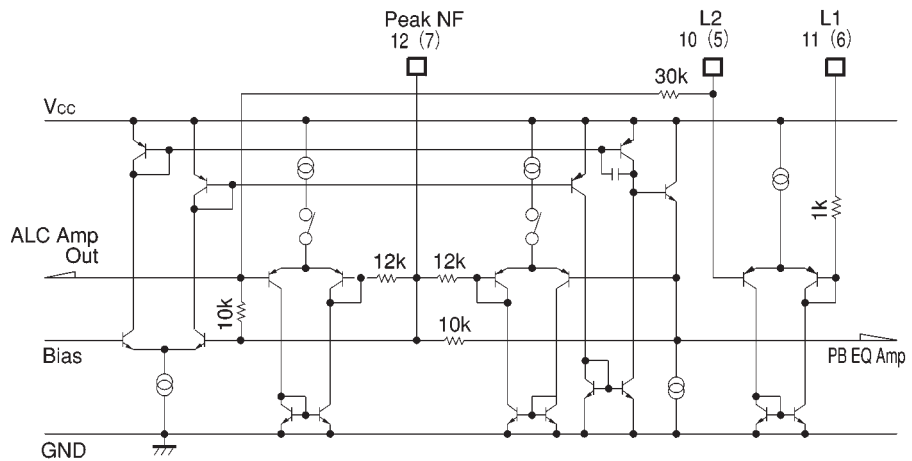 Peak NF
12 (7)
L2
10 (5)
L1
11 (6)
30k
VCC
1k
ALC Amp
Out
12k
12k
10k
10k
Bias
PB EQ Amp
GND